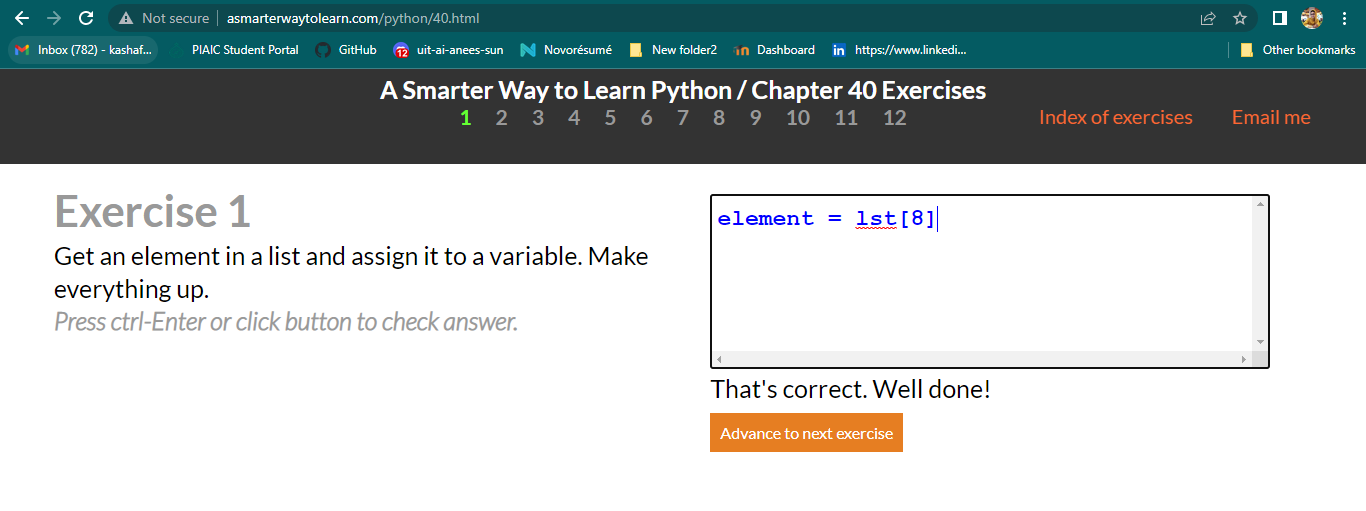 Not secure | asmarterwaytolearn.com/python/40.html
Inbox (782) - kashaf... PIAIC Student Portal GitHub 12 uit-ai-anees-sun Novorésumé New folder2 Dashboard in https://www.linkedi... Other bookmarks
A Smarter Way to Learn Python / Chapter 40 Exercises
1 2 3 4 5 6 7 8 9 10 11 12 Index of exercises Email me
Exercise 1
Get an element in a list and assign it to a variable. Make
everything up.
Press ctrl-Enter or click button to check answer.
element = lst[8]
That's correct. Well done!
Advance to next exercise